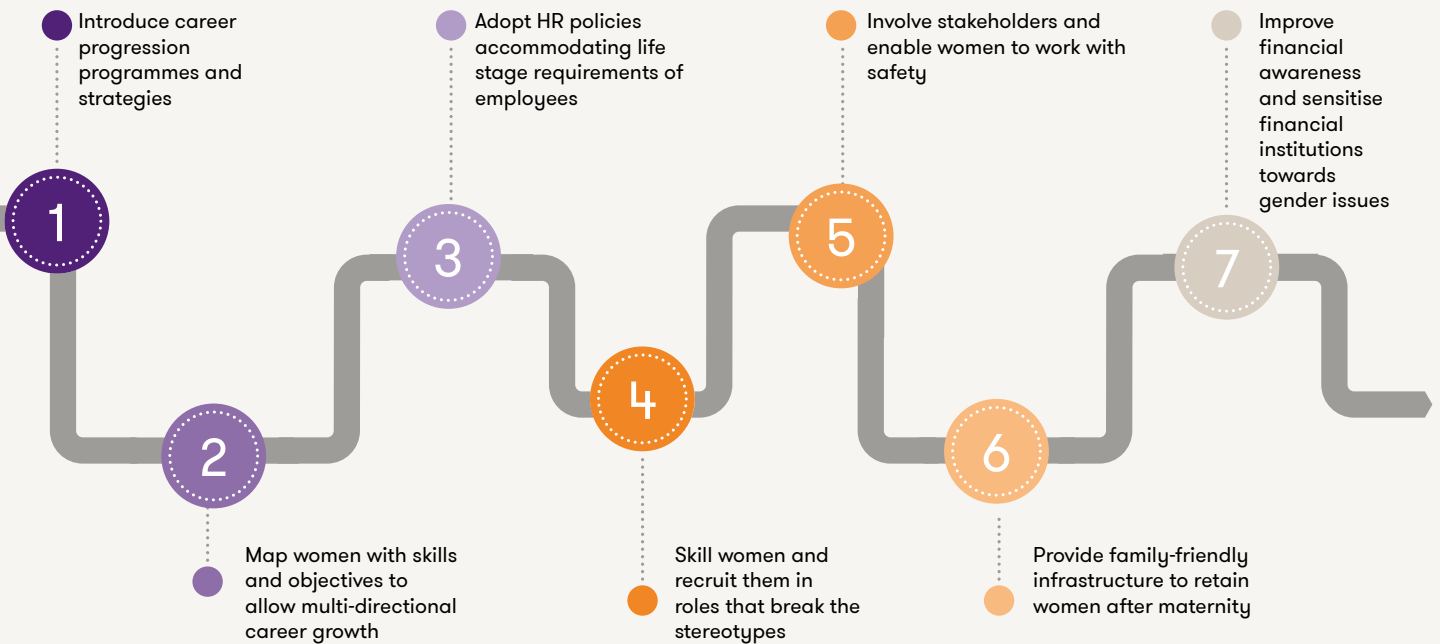 1
Introduce career
progression
programmes and
strategies
2
Map women with skills
and objectives to
allow multi-directional
career growth
3
Adopt HR policies
accommodating life
stage requirements of
employees
4
Skill women and
recruit them in
roles that break the
stereotypes
5
Involve stakeholders and
enable women to work with
safety
6
Provide family-friendly
infrastructure to retain
women after maternity
7
Improve
financial
awareness
and sensitise
financial
institutions
towards
gender issues